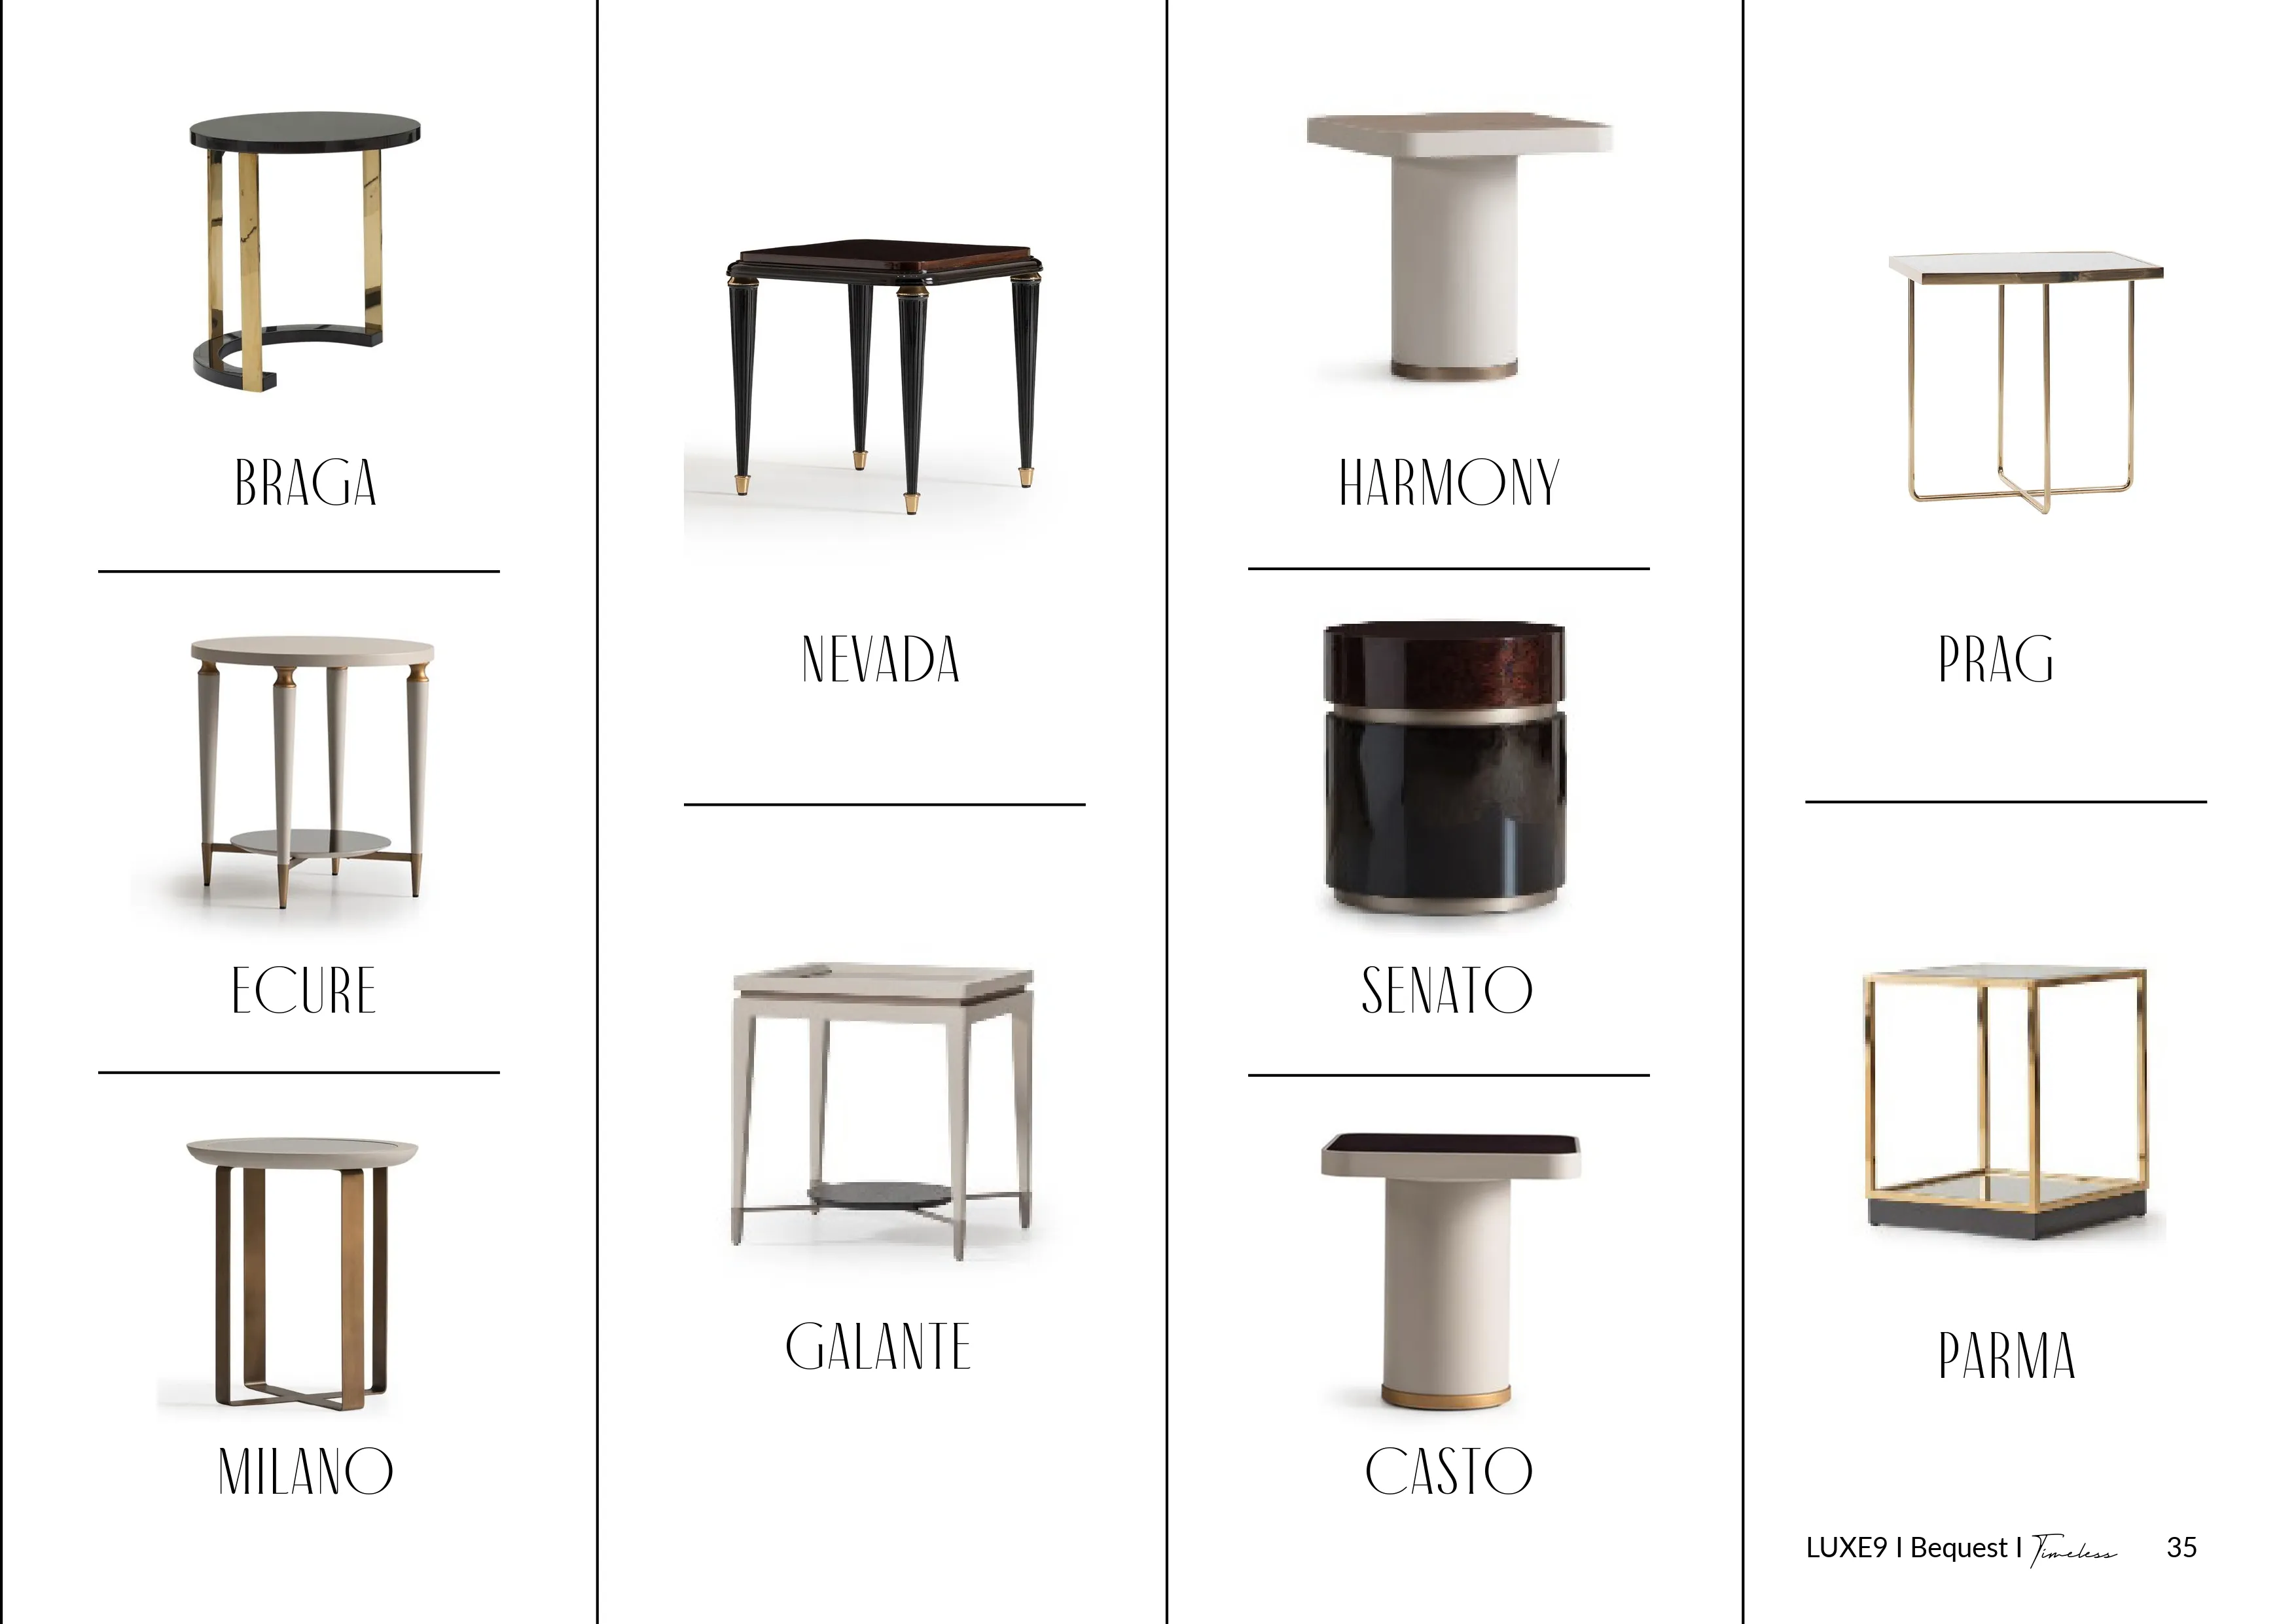 BRAGA
ECURE
MILANO
NEVADA
GALANTE
HARMONY
SENATO
CASTO
PRAG
PARMA
LUXE9 I Bequest I Timeless 35